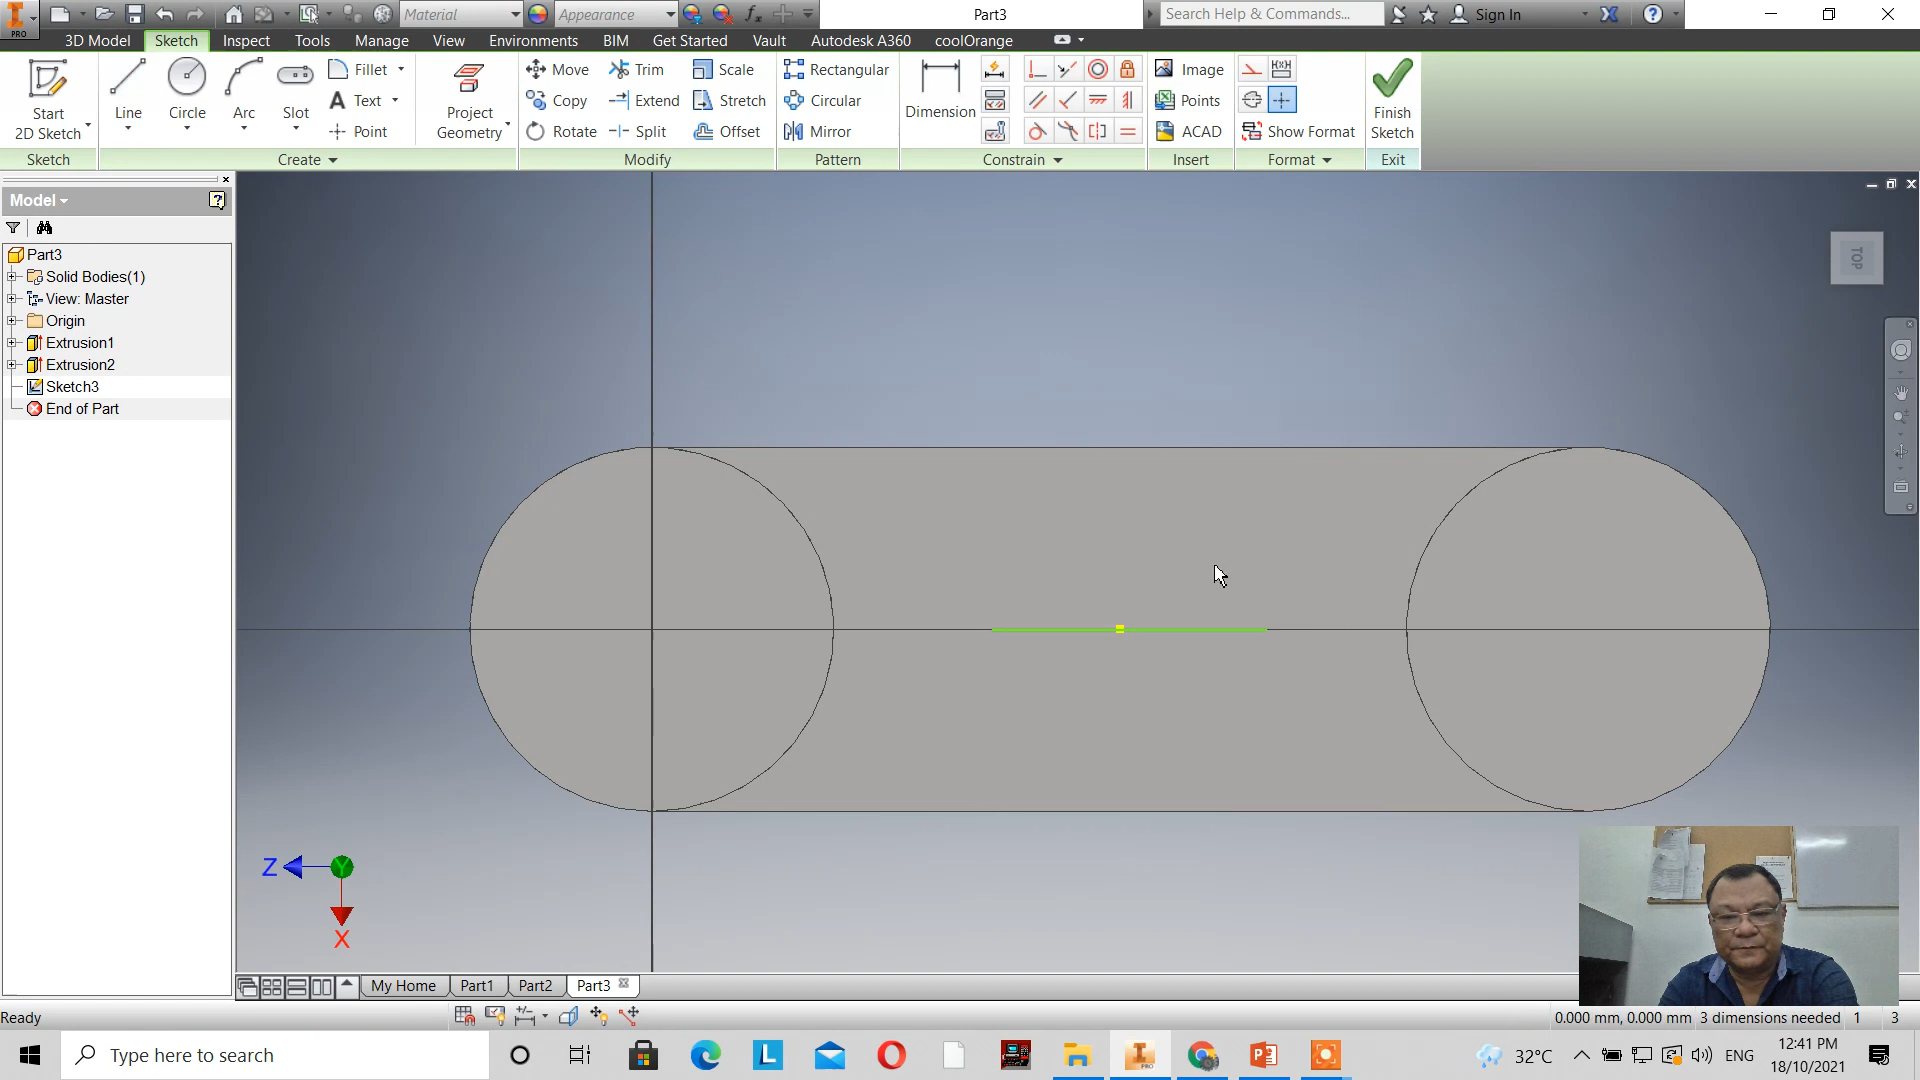 PRO
Material
Appearance
Part3
Search Help & Commands...
Sign In
3D Model
Sketch
Inspect
Tools
Manage
View
Environments
BIM
Get Started
Vault
Autodesk A360
coolOrange
Start
2D Sketch
Line
Circle
Arc
Slot
Fillet
Text
Point
Project
Geometry
Move
Copy
Rotate
Trim
Extend
Split
Scale
Stretch
Offset
Rectangular
Circular
Mirror
Dimension
Image
Points
ACAD
Show Format
Finish
Sketch
Sketch
Create
Modify
Pattern
Constrain
Insert
Format
Exit
Model
Part3
Solid Bodies(1)
View: Master
Origin
Extrusion1
Extrusion2
Sketch3
End of Part
TOP
Z
Y
X
My Home
Part1
Part2
Part3
Ready
0.000 mm, 0.000 mm
3 dimensions needed
1
3
Type here to search
32°C
ENG
12:41 PM
18/10/2021